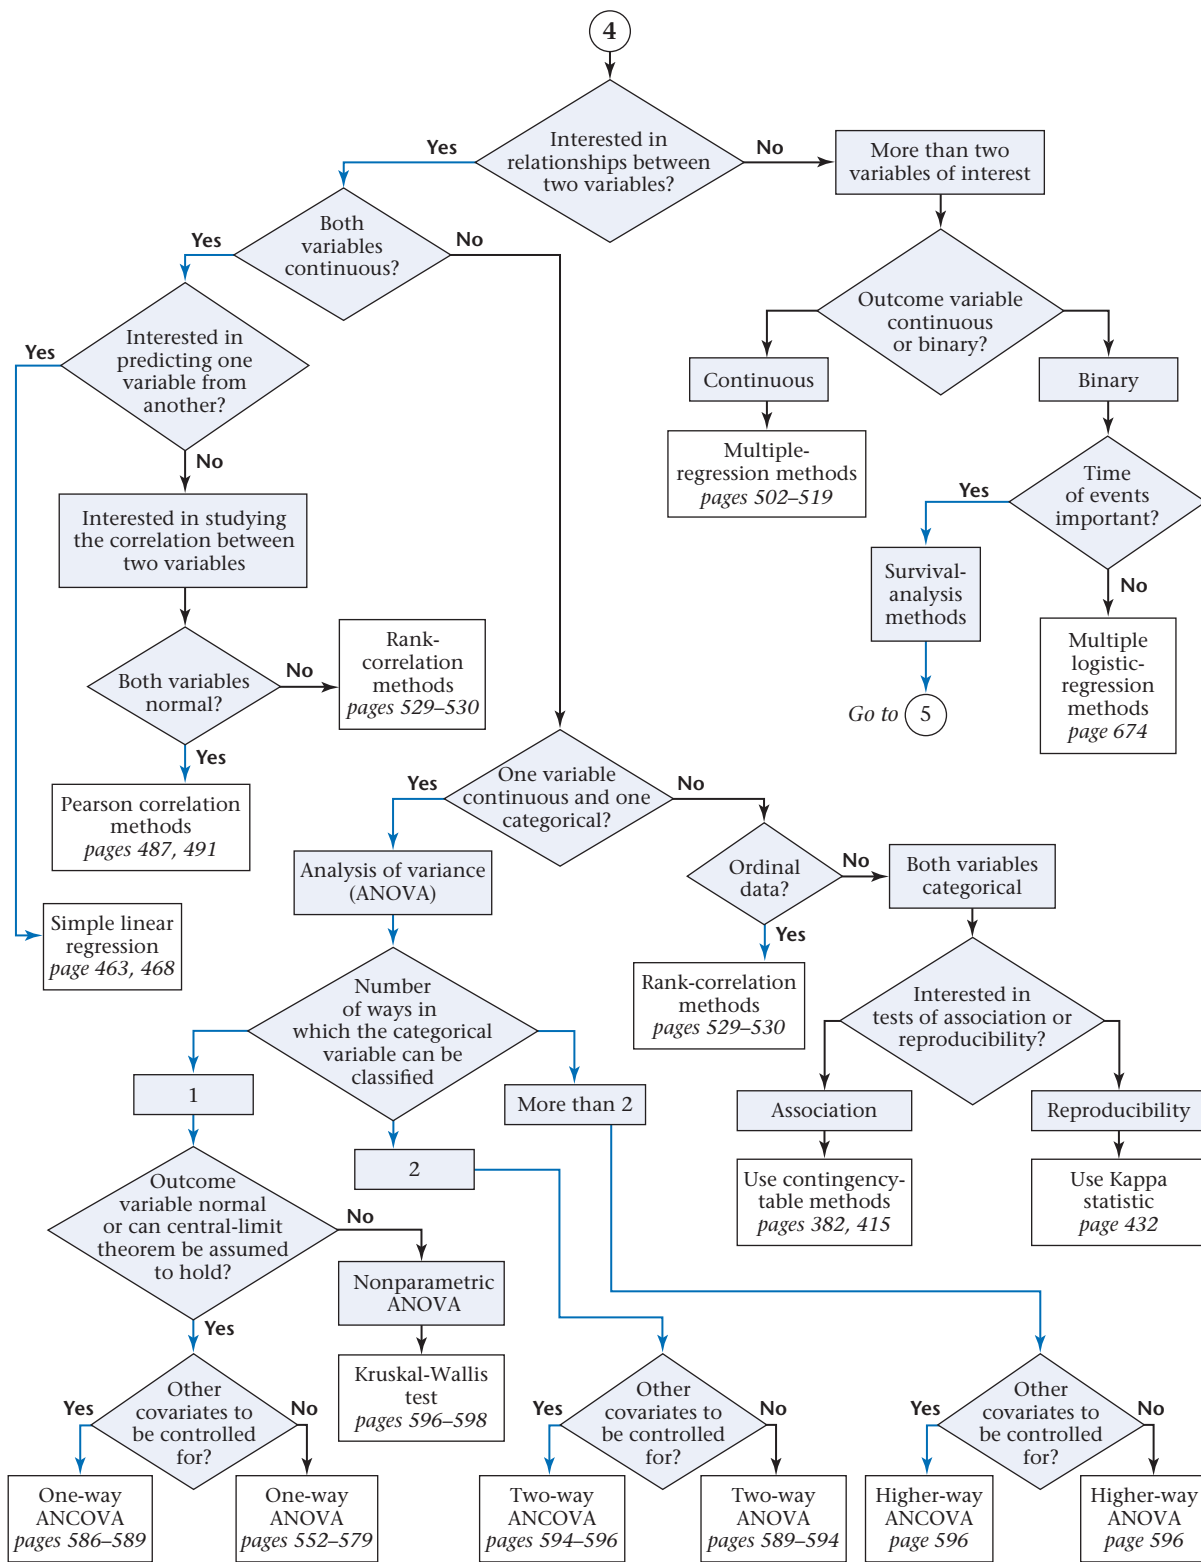 4
Interested in
relationships between
two variables?
Yes
No
More than two
variables of interest
Both
variables
continuous?
Yes
No
Outcome variable
continuous
or binary?
Interested in
predicting one
variable from
another?
Yes
No
Continuous
Binary
Multiple-
regression methods
pages 502–519
Time
of events
important?
Yes
No
Interested in studying
the correlation between
two variables
Survival-
analysis
methods
Go to 5
Multiple
logistic-
regression
methods
page 674
Both variables
normal?
No
Yes
Rank-
correlation
methods
pages 529–530
Pearson correlation
methods
pages 487, 491
Simple linear
regression
page 463, 468
One variable
continuous and one
categorical?
Yes
No
Analysis of variance
(ANOVA)
Ordinal
data?
No
Yes
Both variables
categorical
Rank-correlation
methods
pages 529–530
Interested in
tests of association or
reproducibility?
Association
Reproducibility
Use contingency-
table methods
pages 382, 415
Use Kappa
statistic
page 432
Number
of ways in
which the categorical
variable can be
classified
1
2
More than 2
Outcome
variable normal
or can central-limit
theorem be assumed
to hold?
No
Yes
Nonparametric
ANOVA
Kruskal-Wallis
test
pages 596–598
Other
covariates to
be controlled
for?
Yes
No
One-way
ANCOVA
pages 586–589
One-way
ANOVA
pages 552–579
Other
covariates to
be controlled
for?
Yes
No
Two-way
ANCOVA
pages 594–596
Two-way
ANOVA
pages 589–594
Other
covariates to
be controlled
for?
Yes
No
Higher-way
ANCOVA
page 596
Higher-way
ANOVA
page 596